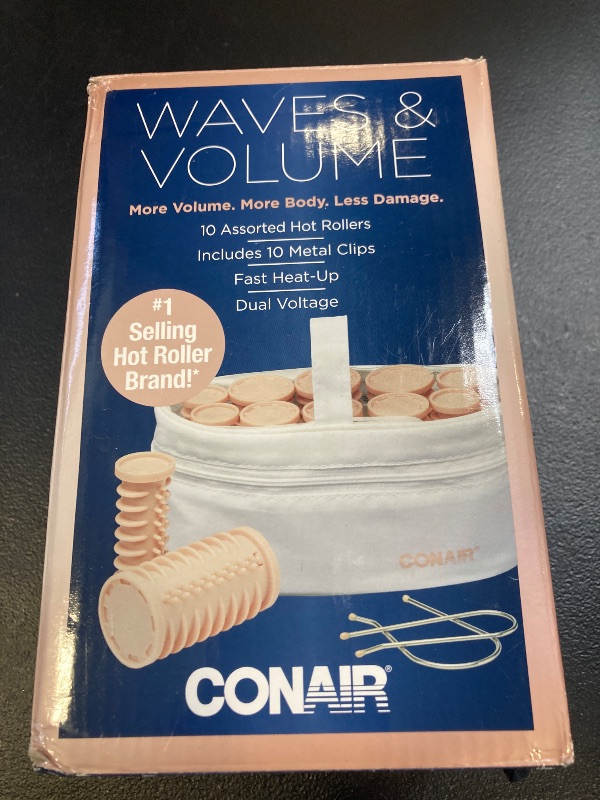 WAVES &
VOLUME
More Volume. More Body. Less Damage.
10 Assorted Hot Rollers
Includes 10 Metal Clips
Fast Heat-Up
Dual Voltage
#1
Selling
Hot Roller
Brand!*
CONAIR®
CONAIR®